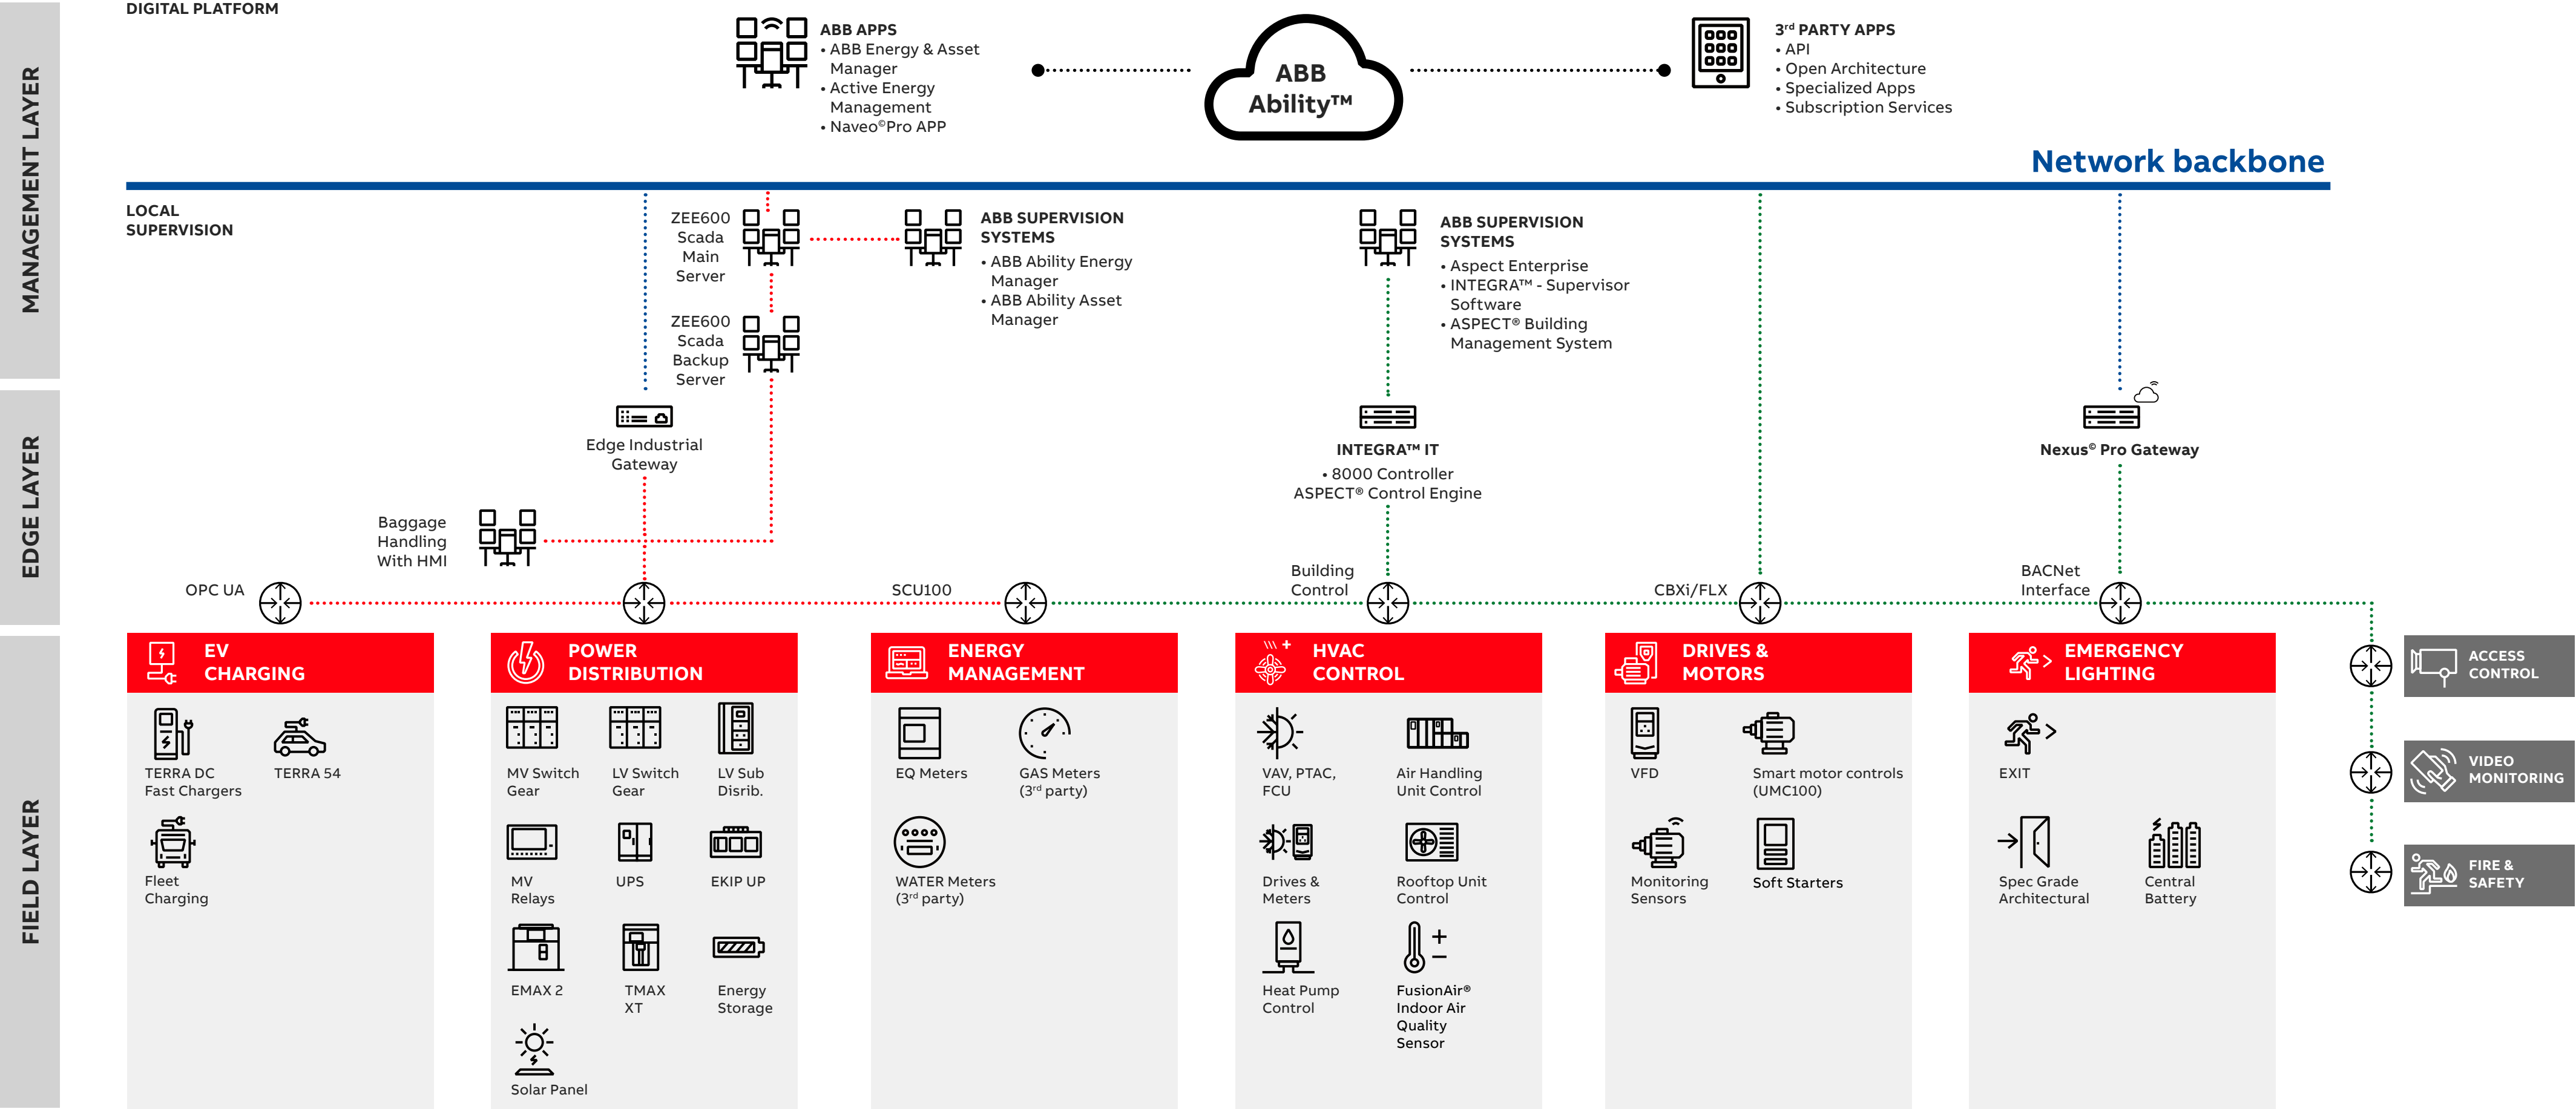 DIGITAL PLATFORM
MANAGEMENT LAYER
ABB APPS
• ABB Energy & Asset
Manager
• Active Energy
Management
• Naveo©Pro APP
ABB
Ability™
3rd PARTY APPS
• API
• Open Architecture
• Specialized Apps
• Subscription Services
Network backbone
LOCAL
SUPERVISION
ZEE600
Scada
Main
Server
ABB SUPERVISION
SYSTEMS
• ABB Ability Energy
Manager
• ABB Ability Asset
Manager
ZEE600
Scada
Backup
Server
ABB SUPERVISION
SYSTEMS
• Aspect Enterprise
• INTEGRA™ - Supervisor
Software
• ASPECT® Building
Management System
EDGE LAYER
Edge Industrial
Gateway
INTEGRA™ IT
• 8000 Controller
ASPECT® Control Engine
Nexus© Pro Gateway
Baggage
Handling
With HMI
OPC UA
SCU100
Building
Control
CBXi/FLX
BACNet
Interface
FIELD LAYER
EV
CHARGING
TERRA DC
Fast Chargers
TERRA 54
Fleet
Charging
POWER
DISTRIBUTION
MV Switch
Gear
LV Switch
Gear
LV Sub
Disrib.
MV
Relays
UPS
EKIP UP
EMAX 2
TMAX
XT
Energy
Storage
Solar Panel
ENERGY
MANAGEMENT
EQ Meters
GAS Meters
(3rd party)
WATER Meters
(3rd party)
HVAC
CONTROL
VAV, PTAC,
FCU
Air Handling
Unit Control
Drives &
Meters
Rooftop Unit
Control
Heat Pump
Control
FusionAir®
Indoor Air
Quality
Sensor
DRIVES &
MOTORS
VFD
Smart motor controls
(UMC100)
Monitoring
Sensors
Soft Starters
EMERGENCY
LIGHTING
EXIT
Spec Grade
Architectural
Central
Battery
ACCESS
CONTROL
VIDEO
MONITORING
FIRE &
SAFETY